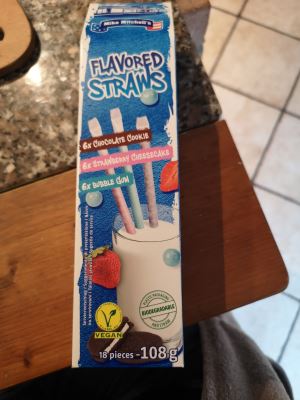 Mike Mitchell's
FLAVORED
STRAWS
6x CHOCOLATE COOKIE
6x STRAWBERRY CHEESECAKE
6x BUBBLE GUM
BIODEGRADABLE
VEGAN
18 pieces - 108 g